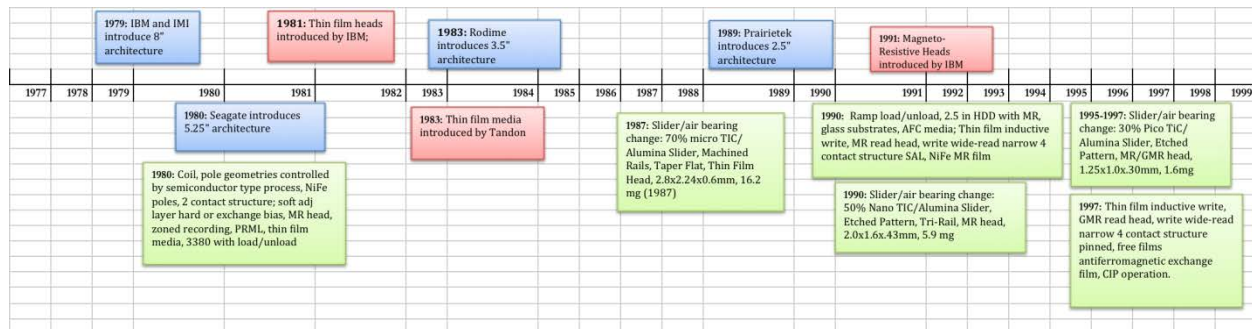 1979: IBM and IMI
introduce 8"
architecture
1981: Thin film heads
introduced by IBM;
1983: Rodime
introduces 3.5"
architecture
1989: Prairietek
introduces 2.5"
architecture
1991: Magneto-
Resistive Heads
introduced by IBM
1977 1978 1979 1980 1981 1982 1983 1984 1985 1986 1987 1988 1989 1990 1991 1992 1993 1994 1995 1996 1997 1998 1999
1980: Seagate introduces
5.25" architecture
1983: Thin film media
introduced by Tandon
1980: Coil, pole geometries controlled
by semiconductor type process, NiFe
poles, 2 contact structure; soft adj
layer hard or exchange bias, MR head,
zoned recording, PRML, thin film
media, 3380 with load/unload
1987: Slider/air bearing
change: 70% micro TIC/
Alumina Slider, Machined
Rails, Taper Flat, Thin Film
Head, 2.8x2.24x0.6mm, 16.2
mg (1987)
1990: Ramp load/unload, 2.5 in HDD with MR,
glass substrates, AFC media; Thin film inductive
write, MR read head, write wide-read narrow 4
contact structure SAL, NiFe MR film
1990: Slider/air bearing change:
50% Nano TIC/Alumina Slider,
Etched Pattern, Tri-Rail, MR head,
2.0x1.6x.43mm, 5.9 mg
1995-1997: Slider/air bearing
change: 30% Pico TiC/
Alumina Slider, Etched
Pattern, MR/GMR head,
1.25x1.0x.30mm, 1.6mg
1997: Thin film inductive write,
GMR read head, write wide-read
narrow 4 contact structure
pinned, free films
antiferromagnetic exchange
film, CIP operation.